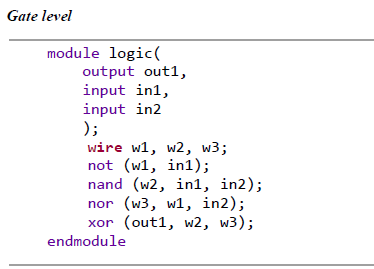 Gate level
module logic(
output out1,
input in1,
input in2
);
wire w1, w2, w3;
not (w1, in1);
nand (w2, in1, in2);
nor (w3, w1, in2);
xor (out1, w2, w3);
endmodule